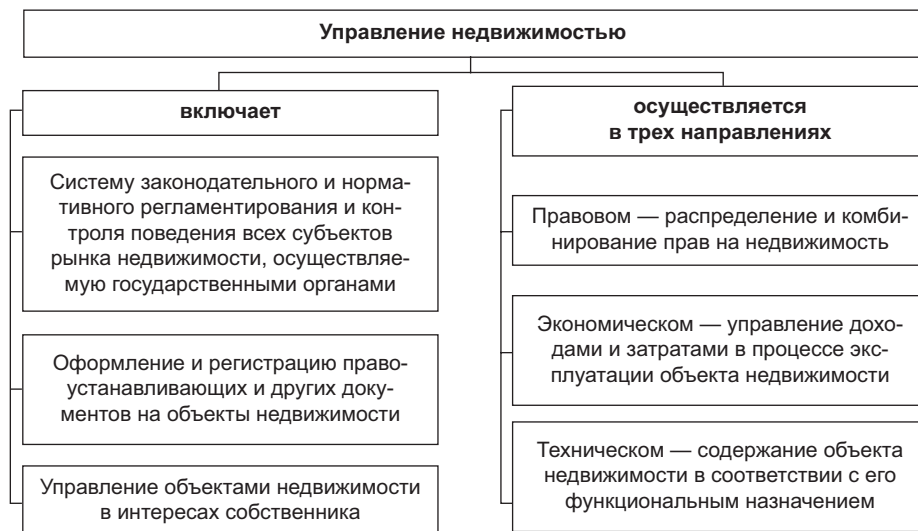 Управление недвижимостью
включает
Систему законодательного и норма-
тивного регламентирования и кон-
троля поведения всех субъектов
рынка недвижимости, осуществляе-
мую государственными органами
Оформление и регистрацию право-
устанавливающих и других доку-
ментов на объекты недвижимости
Управление объектами недвижимости
в интересах собственника
осуществляется
в трех направлениях
Правовом — распределение и комби-
нирование прав на недвижимость
Экономическом — управление дохо-
дами и затратами в процессе экс-
плуатации объекта недвижимости
Техническом — содержание объекта
недвижимости в соответствии с его
функциональным назначением